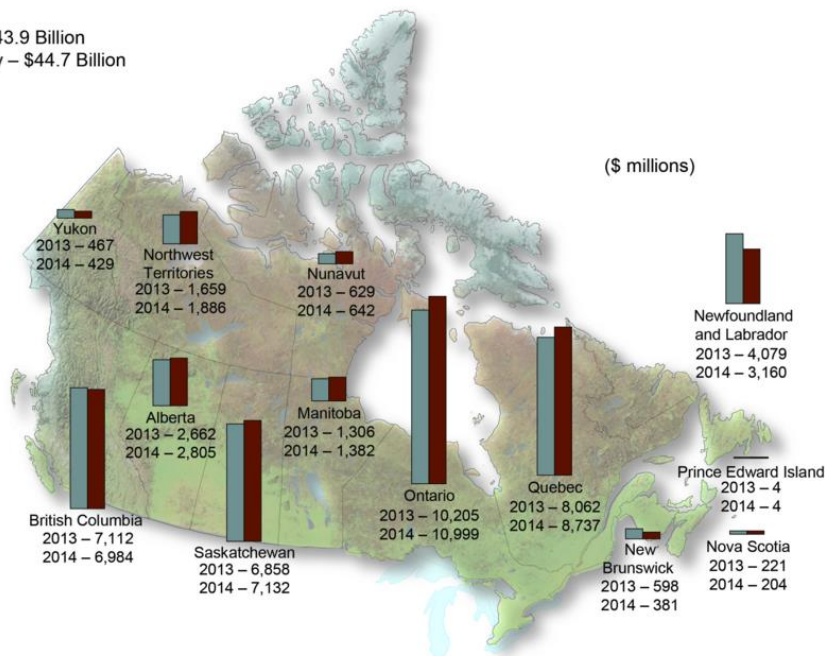 43.9 Billion
– $44.7 Billion
($ millions)
Yukon
2013 – 467
2014 – 429
Northwest
Territories
2013 – 1,659
2014 – 1,886
Nunavut
2013 – 629
2014 – 642
Newfoundland
and Labrador
2013 – 4,079
2014 – 3,160
Alberta
2013 – 2,662
2014 – 2,805
Manitoba
2013 – 1,306
2014 – 1,382
British Columbia
2013 – 7,112
2014 – 6,984
Saskatchewan
2013 – 6,858
2014 – 7,132
Ontario
2013 – 10,205
2014 – 10,999
Quebec
2013 – 8,062
2014 – 8,737
Prince Edward Island
2013 – 4
2014 – 4
New
Brunswick
2013 – 598
2014 – 381
Nova Scotia
2013 – 221
2014 – 204